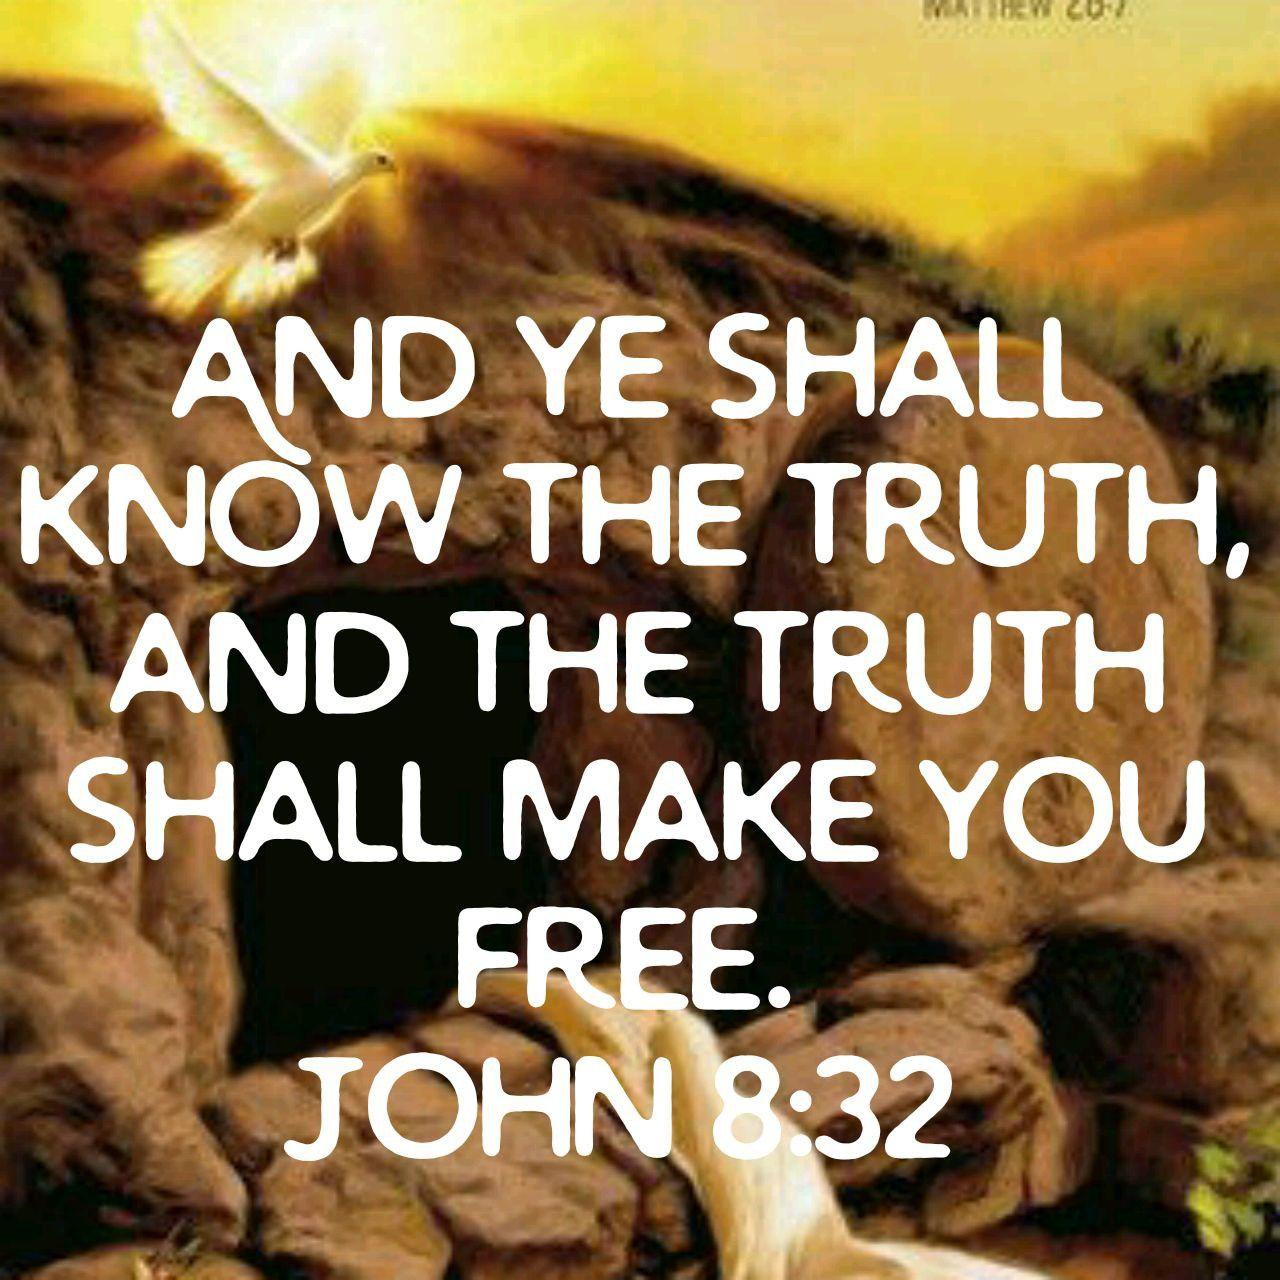 MATTHEW 28-7
AND YE SHALL
KNOW THE TRUTH,
AND THE TRUTH
SHALL MAKE YOU
FREE.
JOHN 8:32